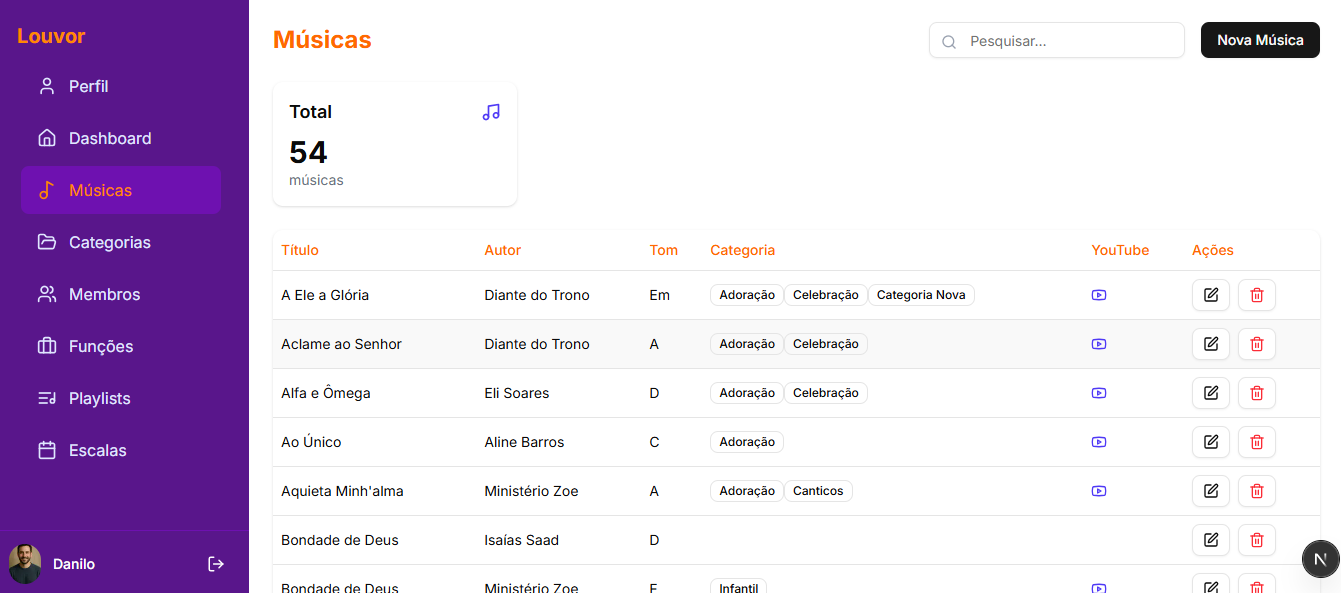 Louvor
Perfil
Dashboard
Músicas
Categorias
Membros
Funções
Playlists
Escalas
Danilo
Músicas
Pesquisar...
Nova Música
Total
54
músicas
Título Autor Tom Categoria YouTube Ações
A Ele a Glória Diante do Trono Em Adoração Celebração Categoria Nova
Aclame ao Senhor Diante do Trono A Adoração Celebração
Alfa e Ômega Eli Soares D Adoração Celebração
Ao Único Aline Barros C Adoração
Aquieta Minh'alma Ministério Zoe A Adoração Canticos
Bondade de Deus Isaías Saad D
Bondade de Deus Ministério Zoe Infantil
N